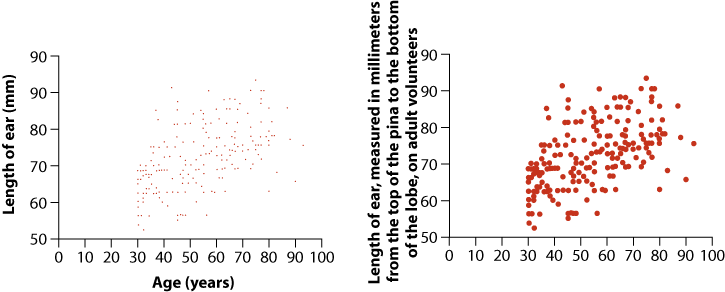 Length of ear (mm)
90
90
80
70
60
50
0 10 20 30 40 50 60 70 80 90 100
Age (years)
Length of ear, measured in millimeters
from the top of the pina to the bottom
of the lobe, on adult volunteers
90
90
80
70
60
50
0 10 20 30 40 50 60 70 80 90 100